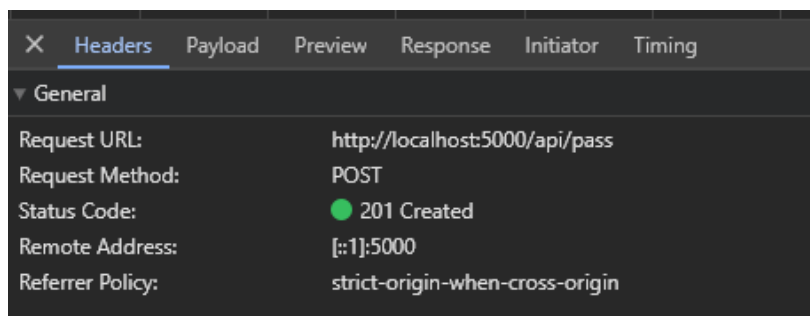 Headers Payload Preview Response Initiator Timing
General
Request URL: http://localhost:5000/api/pass
Request Method: POST
Status Code: 201 Created
Remote Address: [::1]:5000
Referrer Policy: strict-origin-when-cross-origin